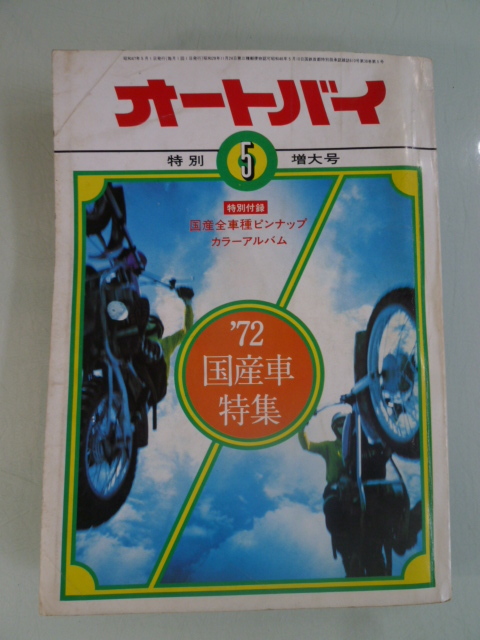 オートバイ
特別 5 増大号
特別付録
国産全車種ピンナップ
カラーアルバム
'72
国産車
特集